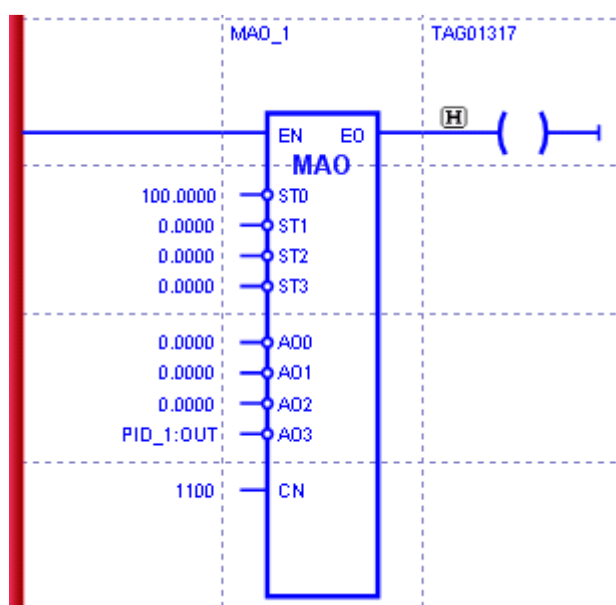 MAO_1 TAG01317
H
EN EO
MAO
100.0000 ST0
0.0000 ST1
0.0000 ST2
0.0000 ST3
0.0000 AO0
0.0000 AO1
0.0000 AO2
PID_1:OUT AO3
1100 CN